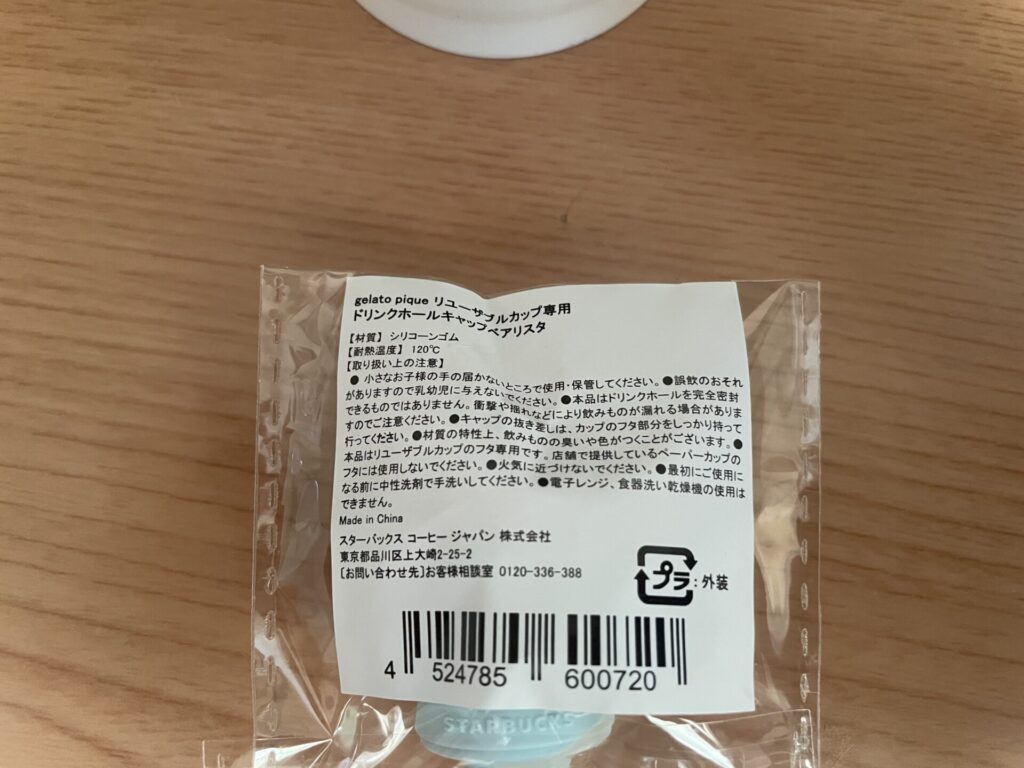 gelato pique リユーザブルカップ専用
ドリンクホールキャップベアリスタ
【材質】 シリコーンゴム
【耐熱温度】 120℃
【取り扱い上の注意】
● 小さなお子様の手の届かないところで使用・保管してください。●誤飲のおそれ
がありますので乳幼児に与えないでください。●本品はドリンクホールを完全密封
できるものではありません。衝撃や揺れなどにより飲みものが漏れる場合がありま
すのでご注意ください。●キャップの抜き差しは、カップのフタ部分をしっかり持って
行ってください。●材質の特性上、飲みものの臭いや色がつくことがございます。●
本品はリユーザブルカップのフタ専用です。店舗で提供しているペーパーカップの
フタには使用しないでください。●火気に近づけないでください。●最初にご使用に
なる前に中性洗剤で手洗いしてください。●電子レンジ、食器洗い乾燥機の使用は
できません。
Made in China
スターバックス コーヒー ジャパン 株式会社
東京都品川区上大崎2-25-2
〔お問い合わせ先〕お客様相談室 0120-336-388
プラ:外装
4 524785 600720
STARBUCKS